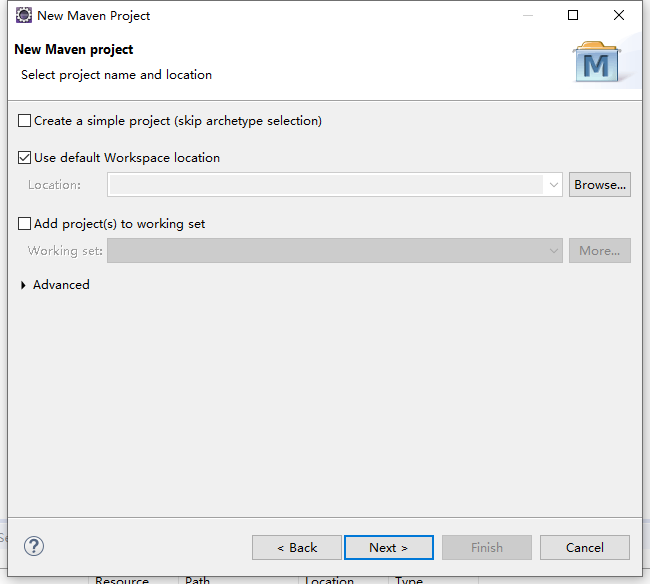 New Maven Project
New Maven project
Select project name and location
M
Create a simple project (skip archetype selection)
Use default Workspace location
Location:
Browse...
Add project(s) to working set
Working set:
More...
Advanced
?
< Back
Next >
Finish
Cancel
Resource
Path
Location
Type